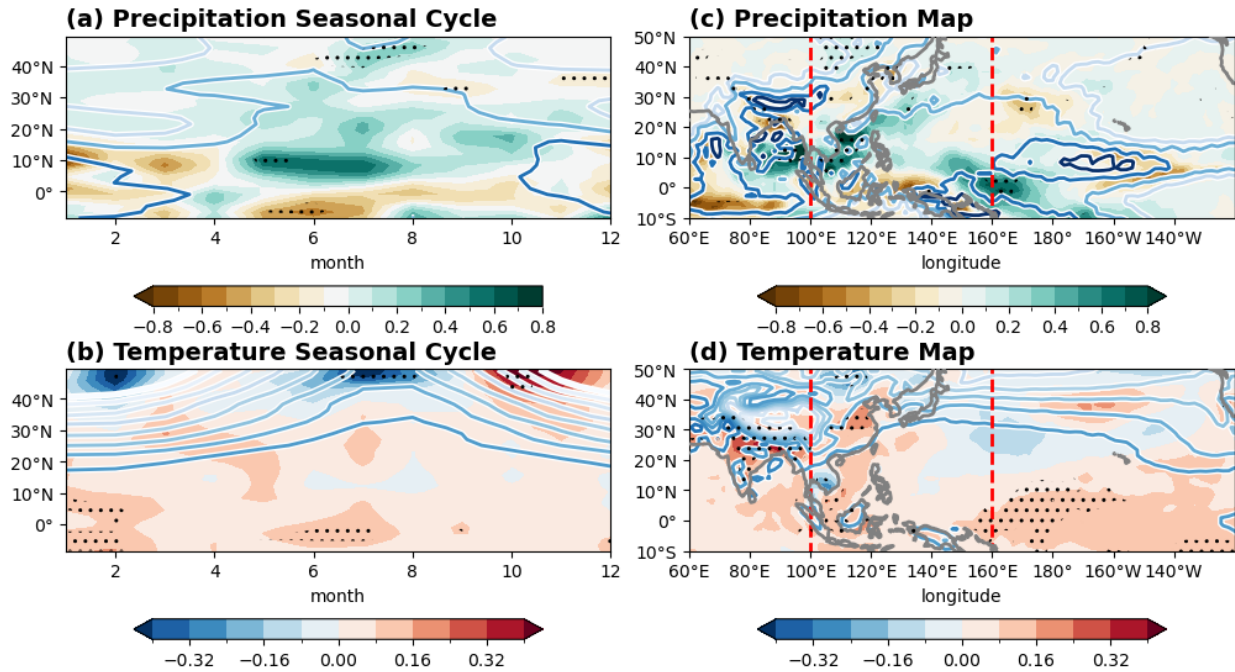 (a) Precipitation Seasonal Cycle
40°N
30°N
20°N
10°N
0°
2
4
6
8
10
12
month
−0.8
−0.6
−0.4
−0.2
0.0
0.2
0.4
0.6
0.8
(c) Precipitation Map
50°N
40°N
30°N
20°N
10°N
0°
10°S
60°E
80°E
100°E
120°E
140°E
160°E
180°
160°W
140°W
longitude
−0.8
−0.6
−0.4
−0.2
0.0
0.2
0.4
0.6
0.8
(b) Temperature Seasonal Cycle
40°N
30°N
20°N
10°N
0°
2
4
6
8
10
12
month
−0.32
−0.16
0.00
0.16
0.32
(d) Temperature Map
50°N
40°N
30°N
20°N
10°N
0°
10°S
60°E
80°E
100°E
120°E
140°E
160°E
180°
160°W
140°W
longitude
−0.32
−0.16
0.00
0.16
0.32